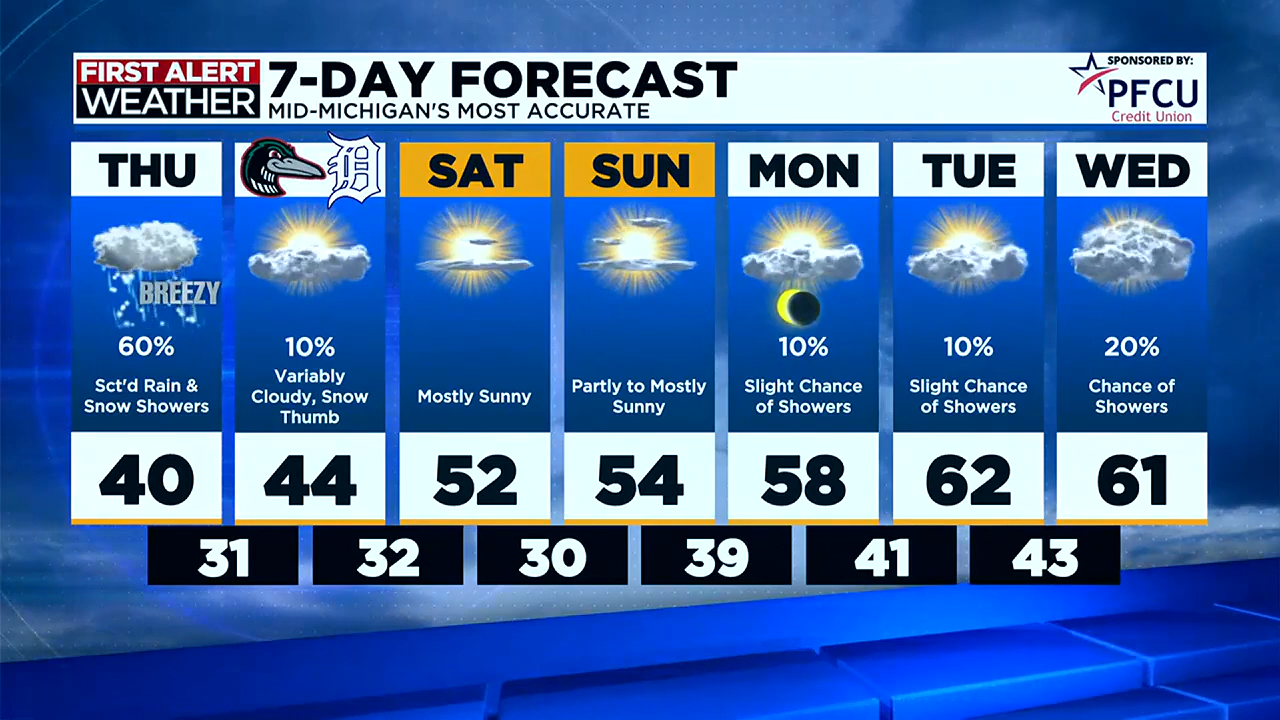 FIRST ALERT
WEATHER
7-DAY FORECAST
MID-MICHIGAN'S MOST ACCURATE
SPONSORED BY:
PFCU
Credit Union
THU
D
SAT
SUN
MON
TUE
WED
BREEZY
60%
Sct'd Rain &
Snow Showers
40
10%
Variably
Cloudy, Snow
Thumb
44
Mostly Sunny
52
Partly to Mostly
Sunny
54
10%
Slight Chance
of Showers
58
10%
Slight Chance
of Showers
62
20%
Chance of
Showers
61
31
32
30
39
41
43